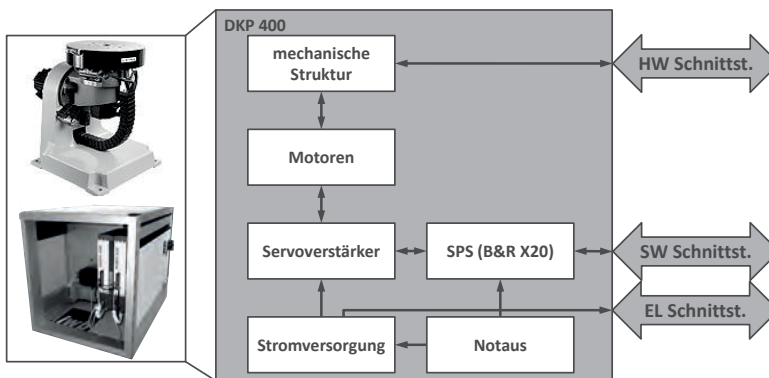 DKP 400
mechanische
Struktur
HW Schnittst.
Motoren
Servoverstärker
SPS (B&R X20)
SW Schnittst.
EL Schnittst.
Stromversorgung
Notaus